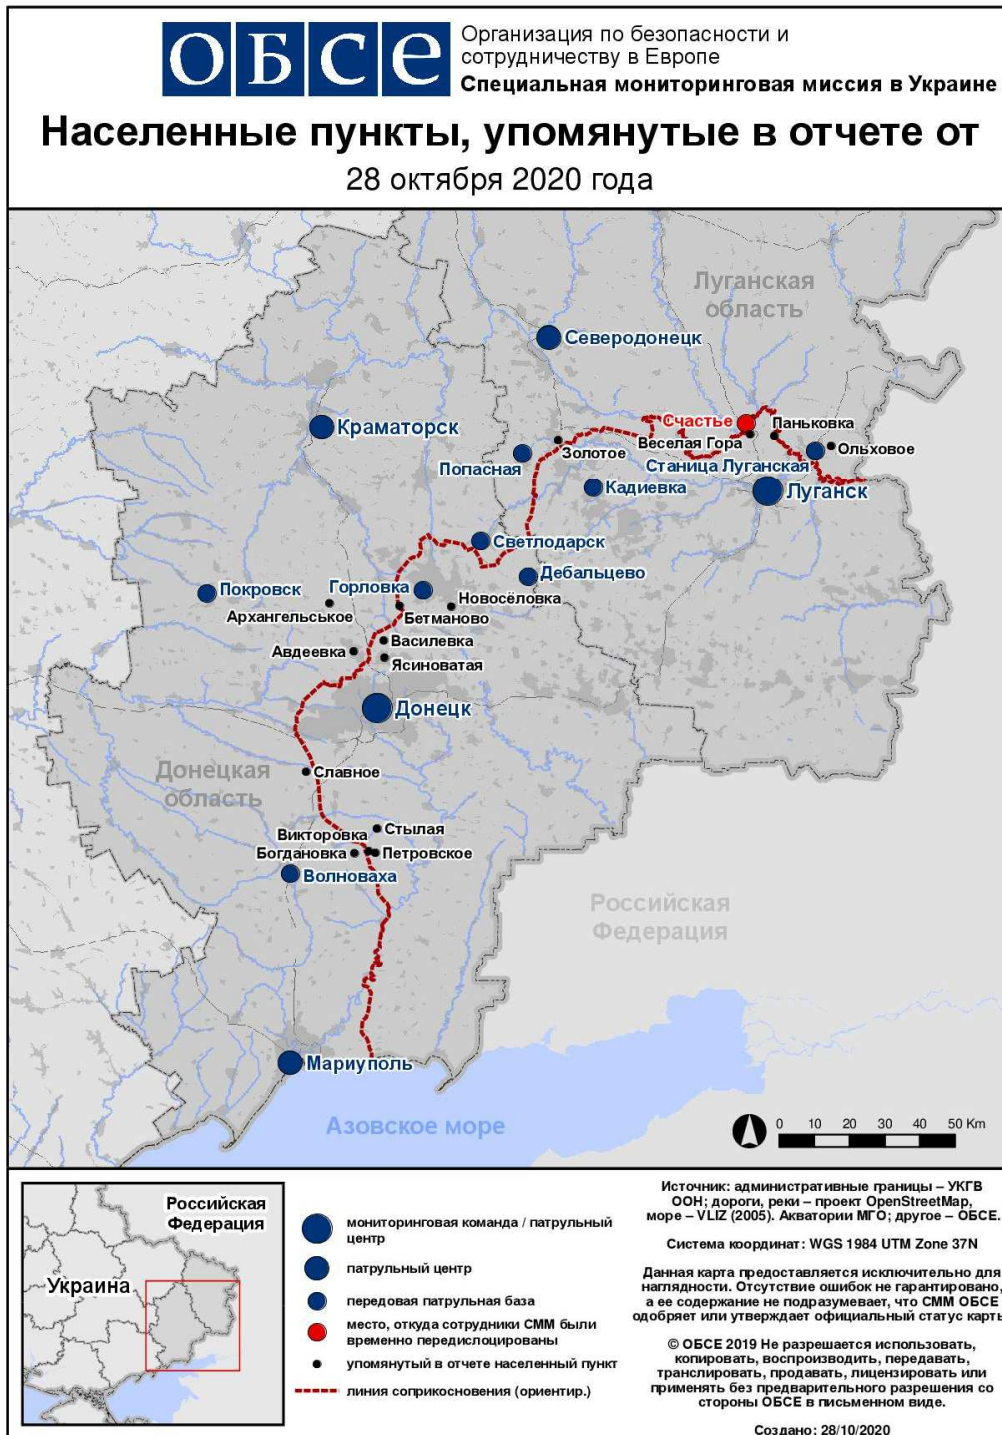 ОБСЕ
Организация по безопасности и
сотрудничеству в Европе
Специальная мониторинговая миссия в Украине
Населенные пункты, упомянутые в отчете от
28 октября 2020 года
Луганская
область
Северодонецк
Счастье
Паньковка
Краматорск
Веселая Гора
Ольховое
Золотое
Попасная
Станица Луганская
Кадиевка
Луганск
Светлодарск
Дебальцево
Покровск
Горловка
Новосёловка
Архангельськое
Бетманово
Василевка
Авдеевка
Ясиноватая
Донецк
Донецкая
область
Славное
Стылая
Викторовка
Богдановка
Петровское
Волноваха
Российская
Федерация
Мариуполь
Азовское море
0 10 20 30 40 50 Km
Российская
Федерация
Украина
мониторинговая команда / патрульный
центр
патрульный центр
передовая патрульная база
место, откуда сотрудники СММ были
временно передислоцированы
упомянутый в отчете населенный пункт
линия соприкосновения (ориентир.)
Источник: административные границы – УКГВ
ООН; дороги, реки – проект OpenStreetMap,
море – VLIZ (2005). Акватории МГО; другое – ОБСЕ.
Система координат: WGS 1984 UTM Zone 37N
Данная карта предоставляется исключительно для
наглядности. Отсутствие ошибок не гарантировано,
а ее содержание не подразумевает, что СММ ОБСЕ
одобряет или утверждает официальный статус карты
© ОБСЕ 2019 Не разрешается использовать,
копировать, воспроизводить, передавать,
транслировать, продавать, лицензировать или
применять без предварительного разрешения со
стороны ОБСЕ в письменном виде.
Создано: 28/10/2020